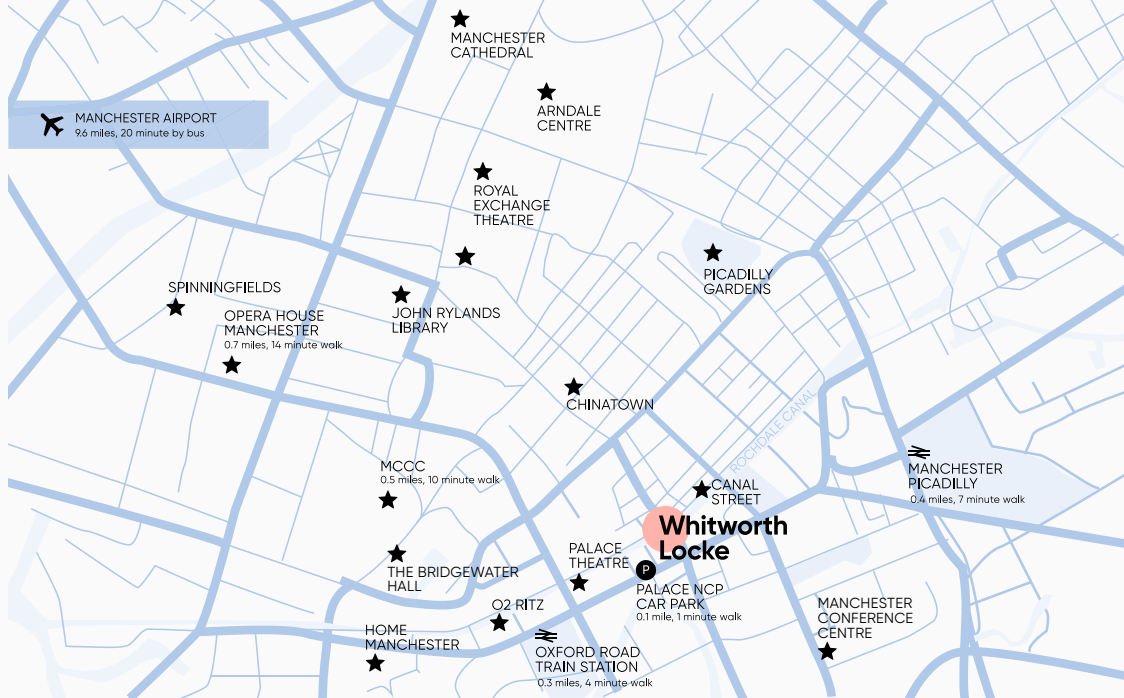 MANCHESTER
CATHEDRAL
ARNDALE
CENTRE
MANCHESTER AIRPORT
9.6 miles, 20 minute by bus
ROYAL
EXCHANGE
THEATRE
PICADILLY
GARDENS
SPINNINGFIELDS
OPERA HOUSE
MANCHESTER
0.7 miles, 14 minute walk
JOHN RYLANDS
LIBRARY
CHINATOWN
ROCHDALE CANAL
MCCC
0.5 miles, 10 minute walk
MANCHESTER
PICADILLY
0.4 miles, 7 minute walk
CANAL
STREET
Whitworth
Locke
PALACE
THEATRE
P
PALACE NCP
CAR PARK
0.1 mile, 1 minute walk
THE BRIDGEWATER
HALL
O2 RITZ
MANCHESTER
CONFERENCE
CENTRE
HOME
MANCHESTER
OXFORD ROAD
TRAIN STATION
0.3 miles, 4 minute walk